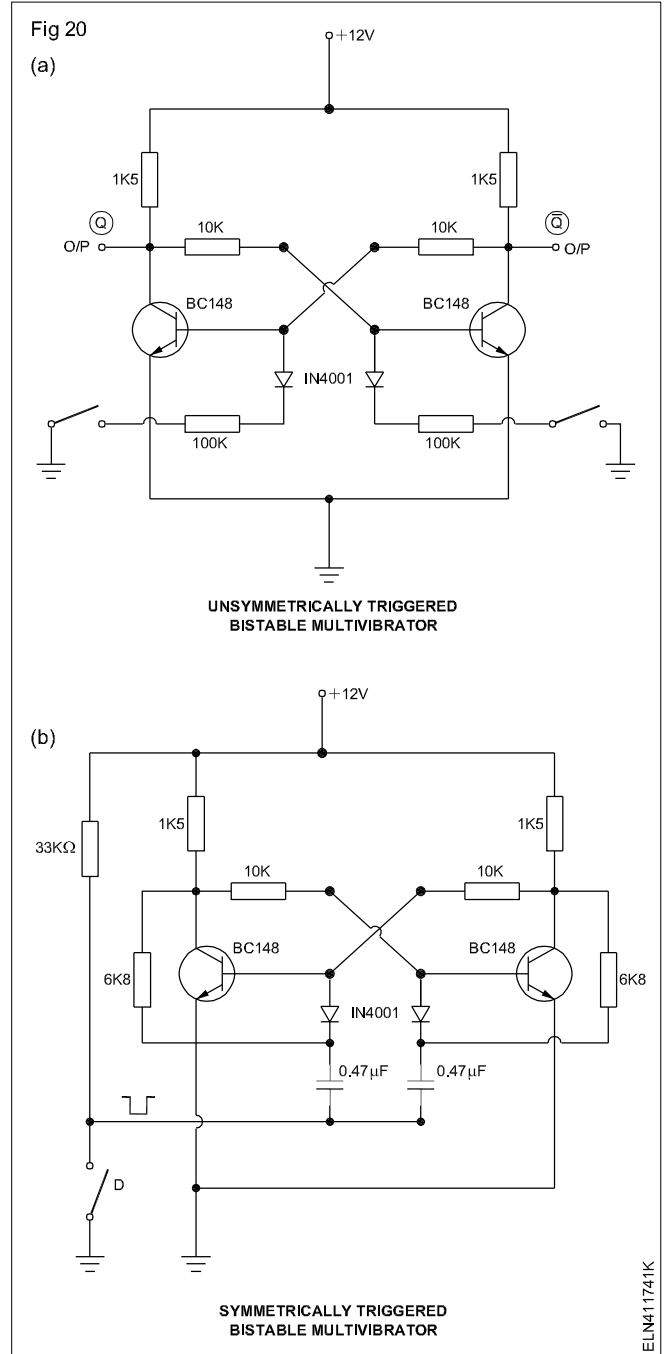 Fig 20
(a)
+12V
1K5
1K5
Q
10K
10K
Q̅
O/P
O/P
BC148
BC148
IN4001
100K
100K
UNSYMMETRICALLY TRIGGERED
BISTABLE MULTIVIBRATOR
+12V
(b)
1K5
1K5
33KΩ
10K
10K
BC148
BC148
6K8
6K8
IN4001
0.47µF
0.47µF
D
SYMMETRICALLY TRIGGERED
BISTABLE MULTIVIBRATOR
ELN411741K